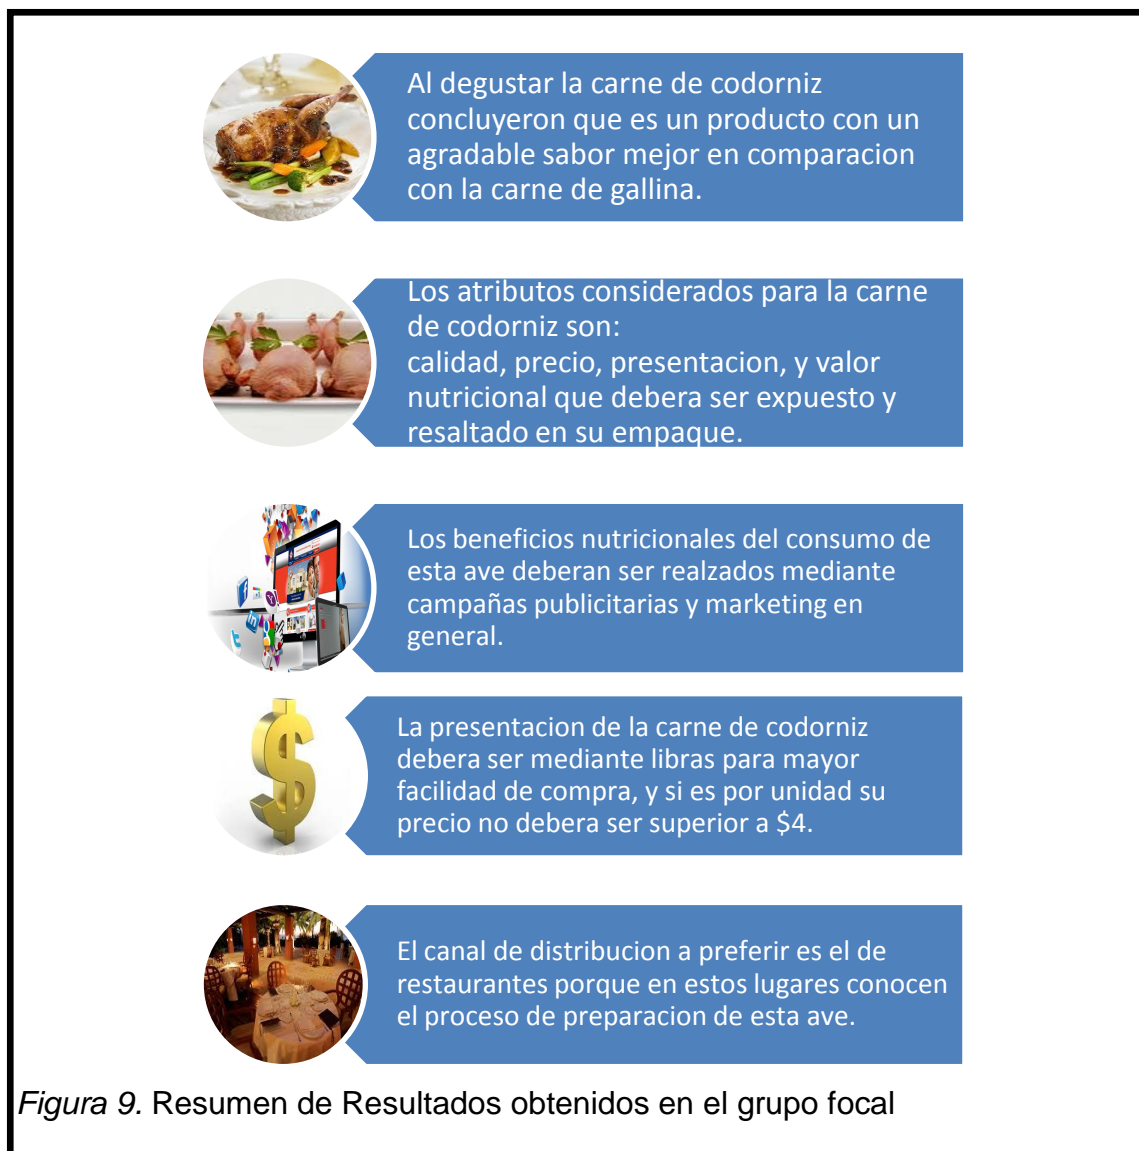 Al degustar la carne de codorniz
concluyeron que es un producto con un
agradable sabor mejor en comparacion
con la carne de gallina.
Los atributos considerados para la carne
de codorniz son:
calidad, precio, presentacion, y valor
nutricional que debera ser expuesto y
resaltado en su empaque.
Los beneficios nutricionales del consumo de
esta ave deberan ser realzados mediante
campañas publicitarias y marketing en
general.
La presentacion de la carne de codorniz
debera ser mediante libras para mayor
facilidad de compra, y si es por unidad su
precio no debera ser superior a $4.
El canal de distribucion a preferir es el de
restaurantes porque en estos lugares conocen
el proceso de preparacion de esta ave.
Figura 9. Resumen de Resultados obtenidos en el grupo focal